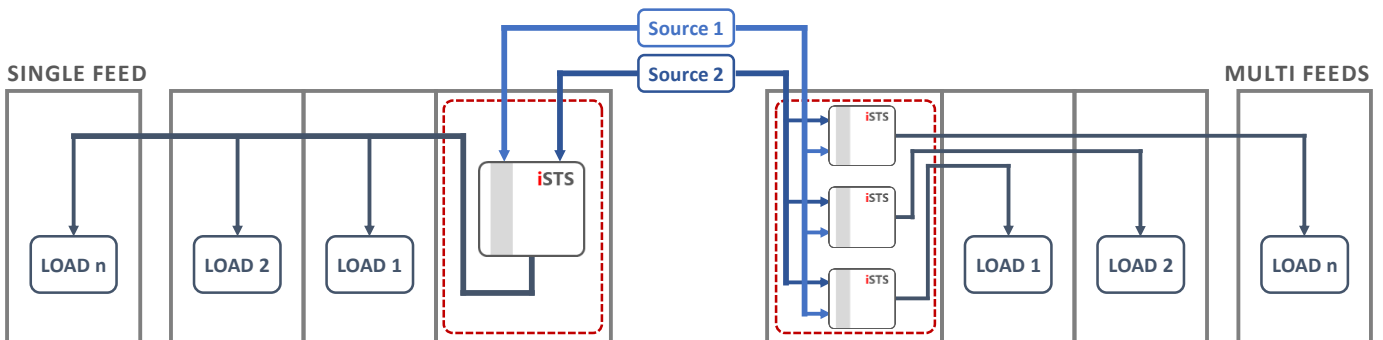 Source 1
Source 2
SINGLE FEED
MULTI FEEDS
iSTS
iSTS
iSTS
iSTS
LOAD n
LOAD 2
LOAD 1
LOAD 1
LOAD 2
LOAD n